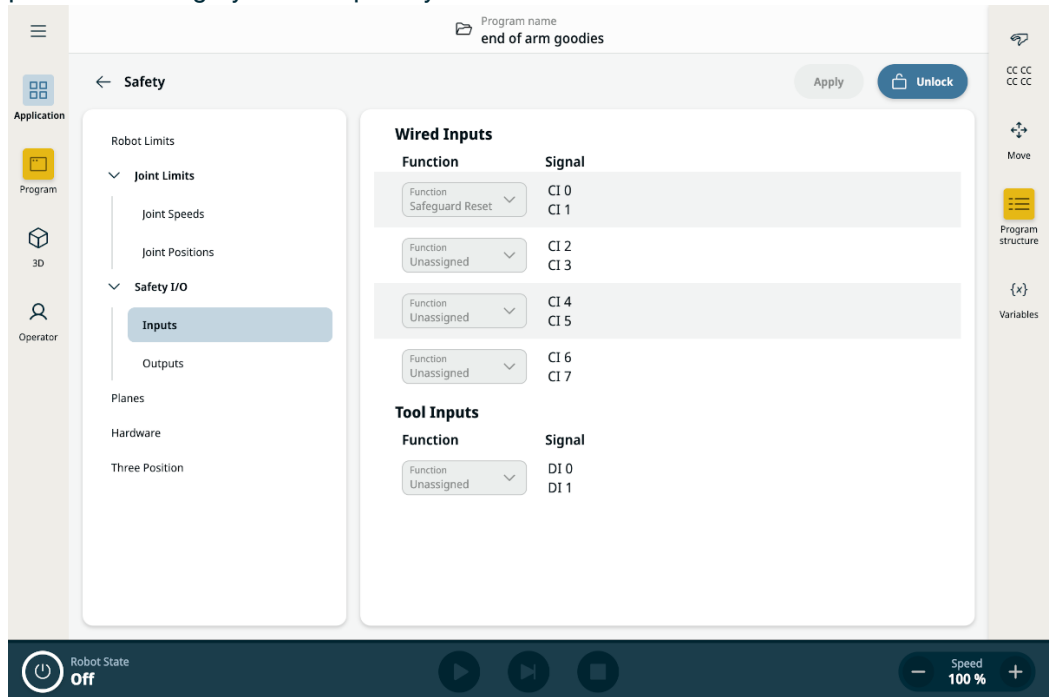 Program name
end of arm goodies
Safety
Apply
Unlock
CC CC
CC CC
Application
Program
3D
Operator
Robot Limits
Joint Limits
Joint Speeds
Joint Positions
Safety I/O
Inputs
Outputs
Planes
Hardware
Three Position
Wired Inputs
Function Signal
Function
Safeguard Reset
CI 0
CI 1
Function
Unassigned
CI 2
CI 3
Function
Unassigned
CI 4
CI 5
Function
Unassigned
CI 6
CI 7
Tool Inputs
Function Signal
Function
Unassigned
DI 0
DI 1
Move
Program
structure
{x}
Variables
Robot State
Off
Speed
100 %